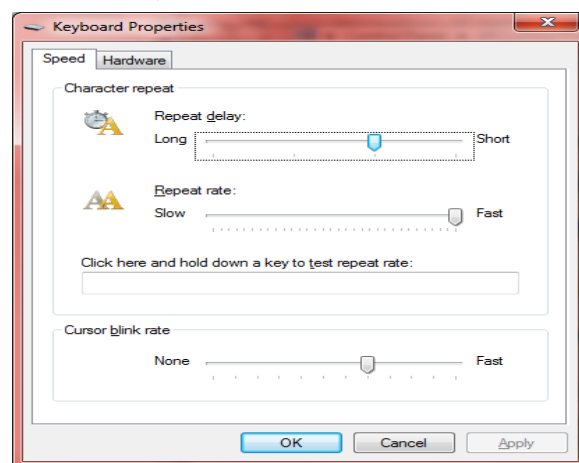 Keyboard Properties
Speed Hardware
Character repeat
Repeat delay:
Long Short
Repeat rate:
Slow Fast
Click here and hold down a key to test repeat rate:
Cursor blink rate
None Fast
OK Cancel Apply